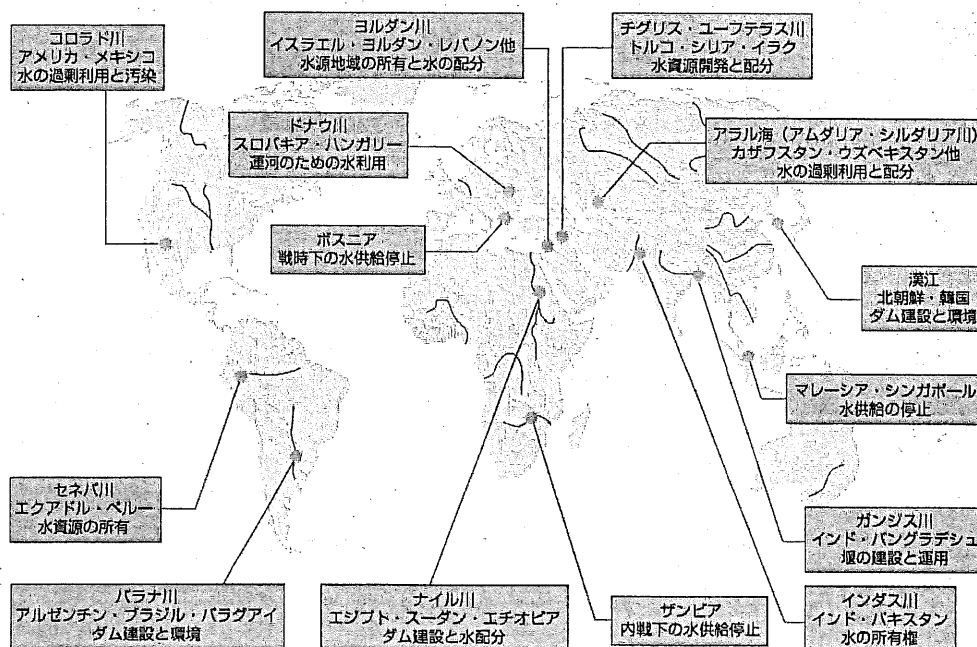 コロラド川
アメリカ・メキシコ
水の過剰利用と汚染
ヨルダン川
イスラエル・ヨルダン・レバノン他
水源地域の所有と水の配分
チグリス・ユーフテラス川
トルコ・シリア・イラク
水資源開発と配分
ドナウ川
スロバキア・ハンガリー
運河のための水利用
アラル海（アムダリア・シルダリア川）
カザフスタン・ウズベキスタン他
水の過剰利用と配分
ボスニア
戦時下の水供給停止
漢江
北朝鮮・韓国
ダム建設と環境
マレーシア・シンガポール
水供給の停止
セネパ川
エクアドル・ペルー
水資源の所有
ガンジス川
インド・バングラデシュ
堰の建設と運用
パラナ川
アルゼンチン・ブラジル・パラグアイ
ダム建設と環境
ナイル川
エジプト・スーダン・エチオピア
ダム建設と水配分
ザンビア
内戦下の水供給停止
インダス川
インド・パキスタン
水の所有権